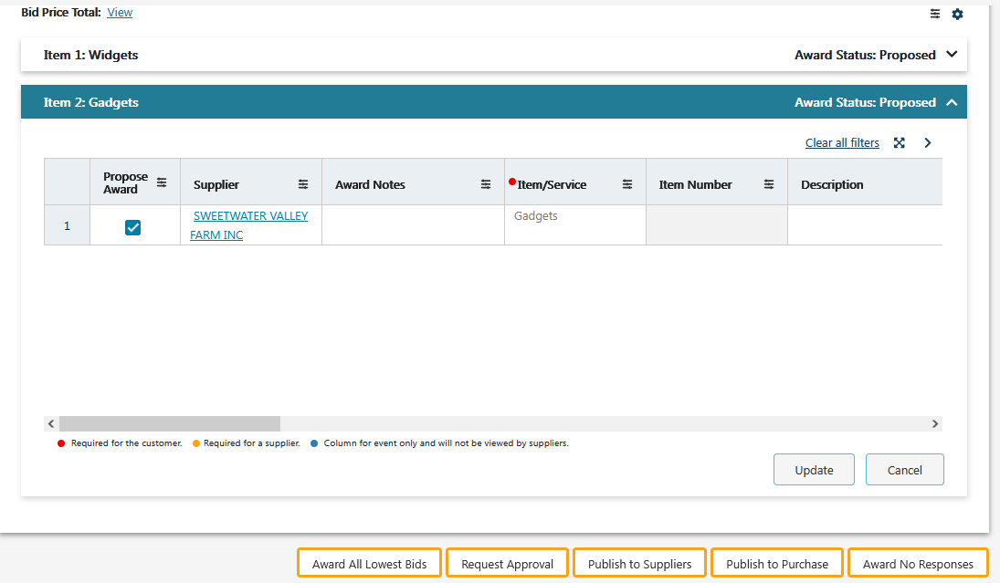 Bid Price Total: View
Item 1: Widgets Award Status: Proposed
Item 2: Gadgets Award Status: Proposed
Clear all filters
Propose Award Supplier Award Notes Item/Service Item Number Description
1 SWEETWATER VALLEY Gadgets
FARM INC
Required for the customer. Required for a supplier. Column for event only and will not be viewed by suppliers.
Update Cancel
Award All Lowest Bids Request Approval Publish to Suppliers Publish to Purchase Award No Responses